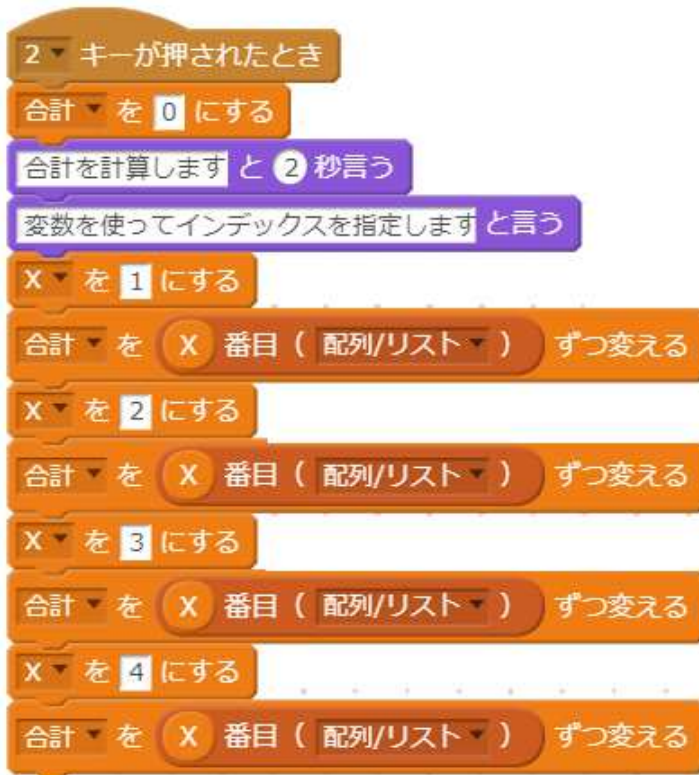 2 キーが押されたとき
合計 を 0 にする
合計を計算します と 2 秒言う
変数を使ってインデックスを指定します と言う
X を 1 にする
合計 を X 番目 ( 配列/リスト ) ずつ変える
X を 2 にする
合計 を X 番目 ( 配列/リスト ) ずつ変える
X を 3 にする
合計 を X 番目 ( 配列/リスト ) ずつ変える
X を 4 にする
合計 を X 番目 ( 配列/リスト ) ずつ変える